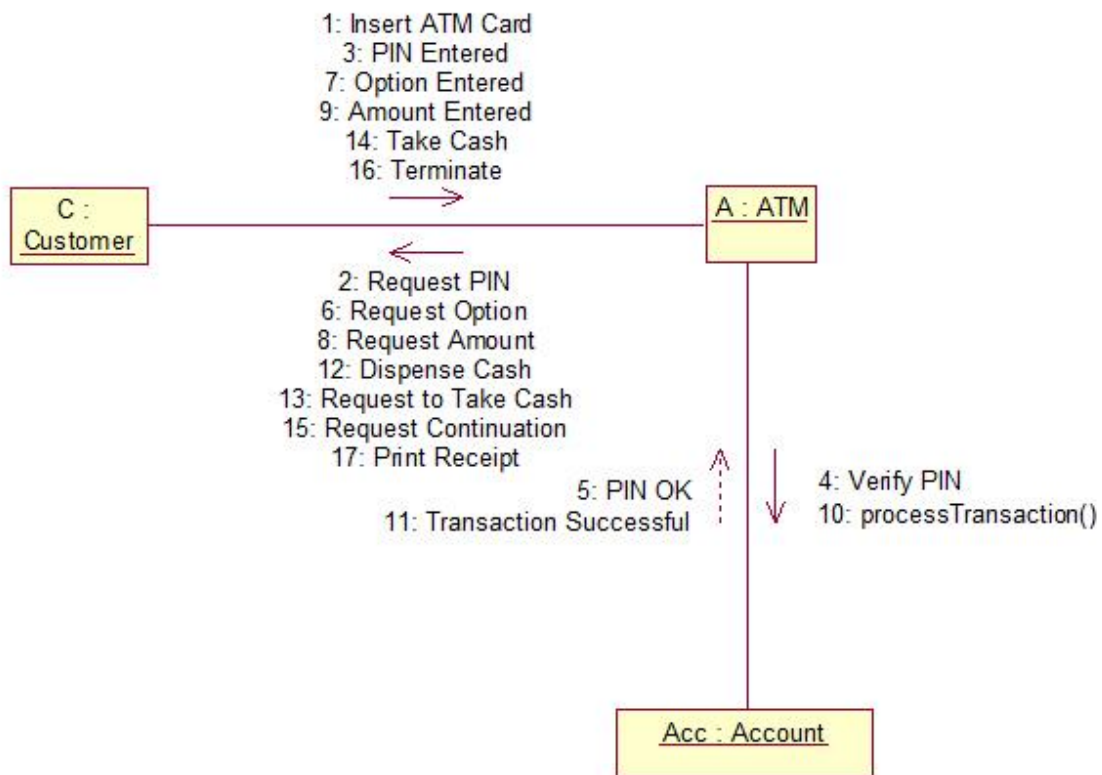 1: Insert ATM Card
3: PIN Entered
7: Option Entered
9: Amount Entered
14: Take Cash
16: Terminate
C :
Customer
A : ATM
2: Request PIN
6: Request Option
8: Request Amount
12: Dispense Cash
13: Request to Take Cash
15: Request Continuation
17: Print Receipt
5: PIN OK
11: Transaction Successful
4: Verify PIN
10: processTransaction()
Acc : Account